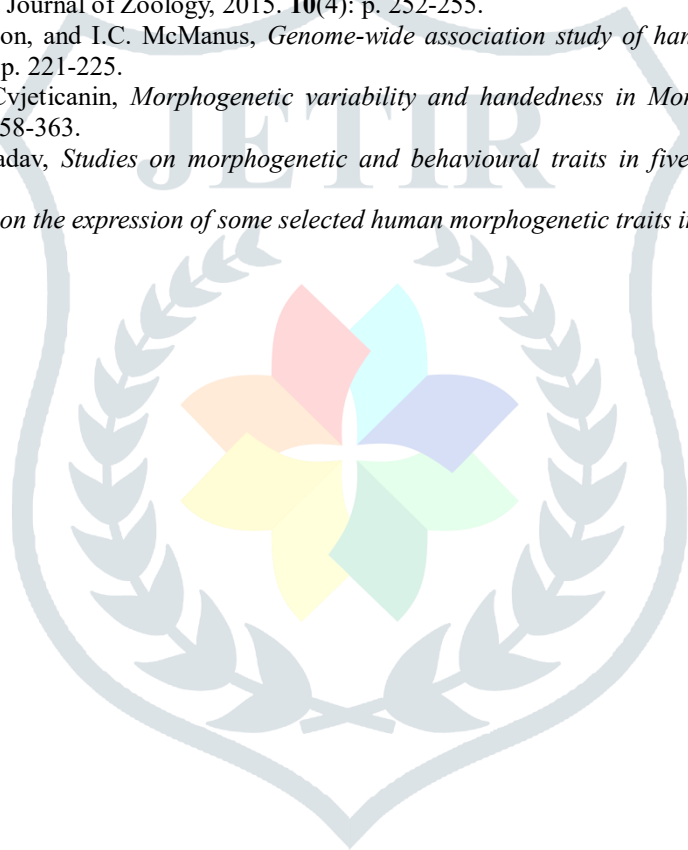 Journal of Zoology, 2015. 10(4): p. 252-255.
on, and I.C. McManus, Genome-wide association study of han
p. 221-225.
Cvjeticanin, Morphogenetic variability and handedness in Mon
58-363.
adav, Studies on morphogenetic and behavioural traits in five
on the expression of some selected human morphogenetic traits in
JETIR